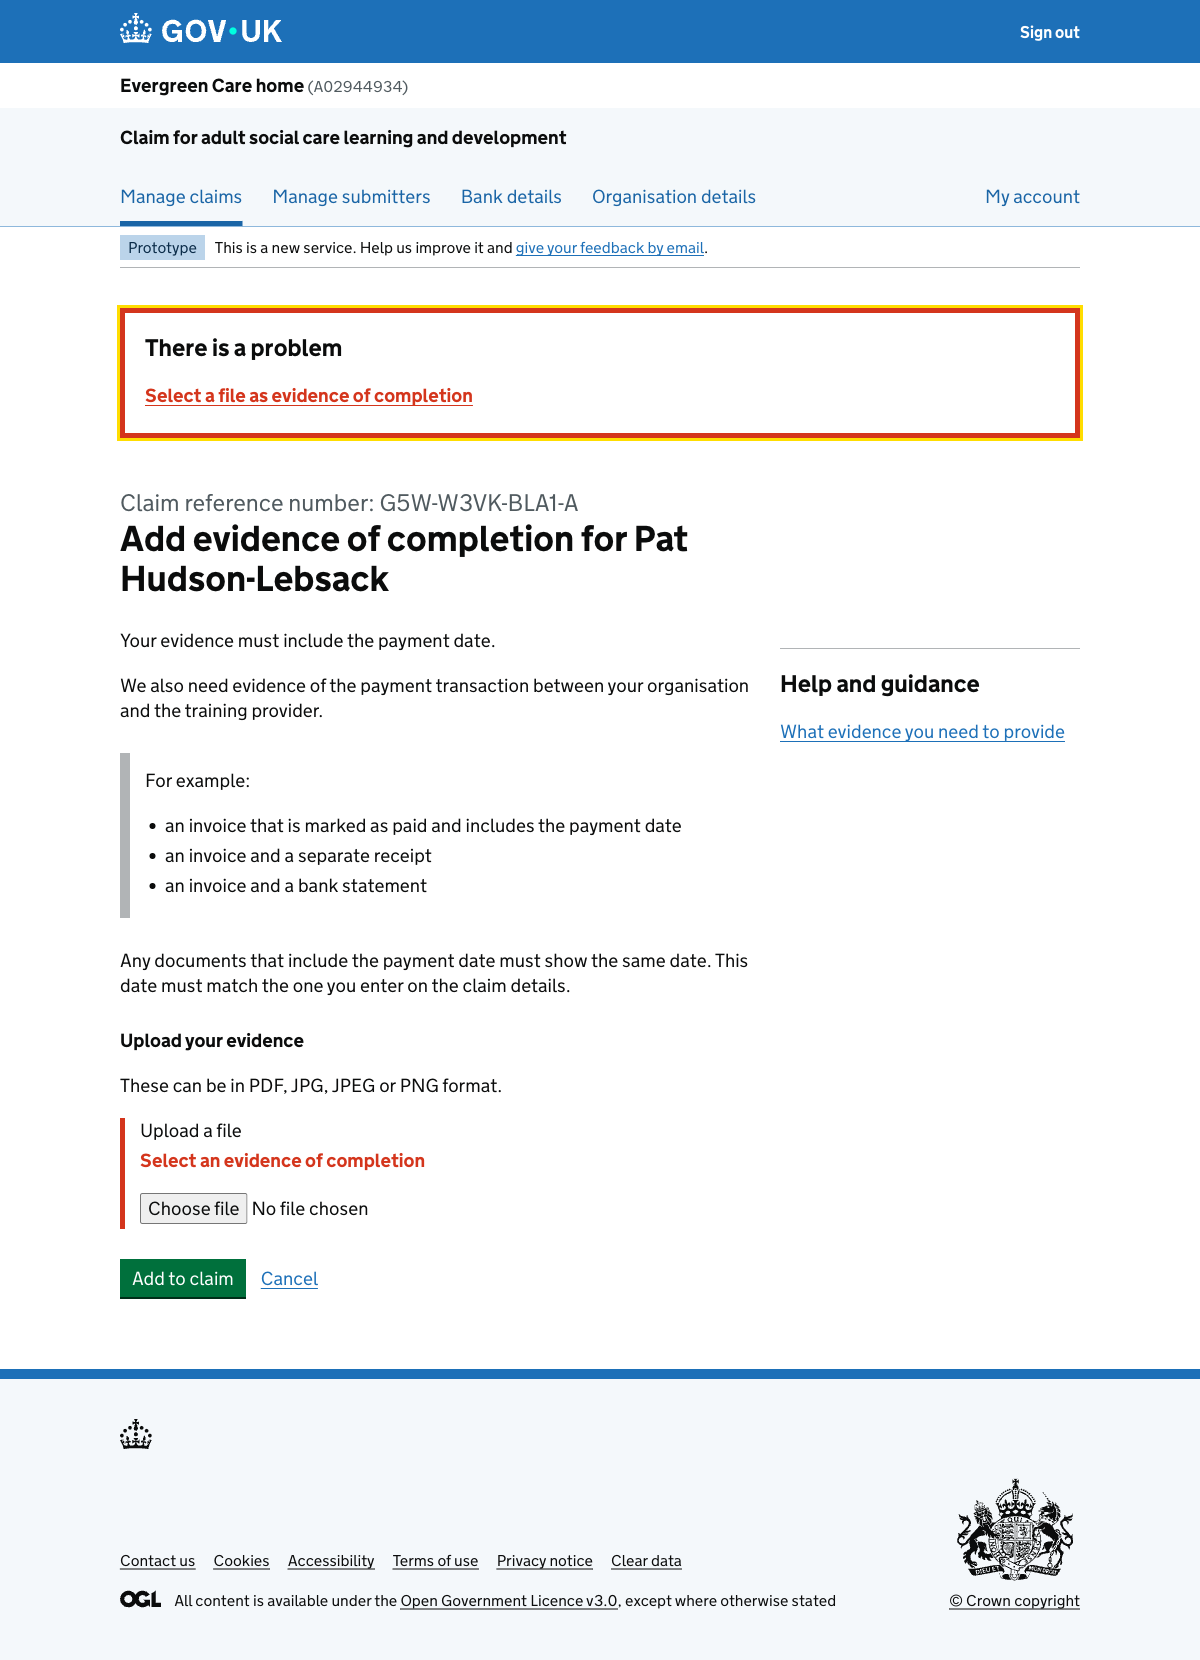 GOV·UK
Sign out
Evergreen Care home (A02944934)
Claim for adult social care learning and development
Manage claims Manage submitters Bank details Organisation details My account
Prototype This is a new service. Help us improve it and give your feedback by email.
There is a problem
Select a file as evidence of completion
Claim reference number: G5W-W3VK-BLA1-A
Add evidence of completion for Pat
Hudson-Lebsack
Your evidence must include the payment date.
We also need evidence of the payment transaction between your organisation
and the training provider.
For example:
• an invoice that is marked as paid and includes the payment date
• an invoice and a separate receipt
• an invoice and a bank statement
Any documents that include the payment date must show the same date. This
date must match the one you enter on the claim details.
Help and guidance
What evidence you need to provide
Upload your evidence
These can be in PDF, JPG, JPEG or PNG format.
Upload a file
Select an evidence of completion
Choose file No file chosen
Add to claim Cancel
Contact us Cookies Accessibility Terms of use Privacy notice Clear data
OGL All content is available under the Open Government Licence v3.0, except where otherwise stated
© Crown copyright